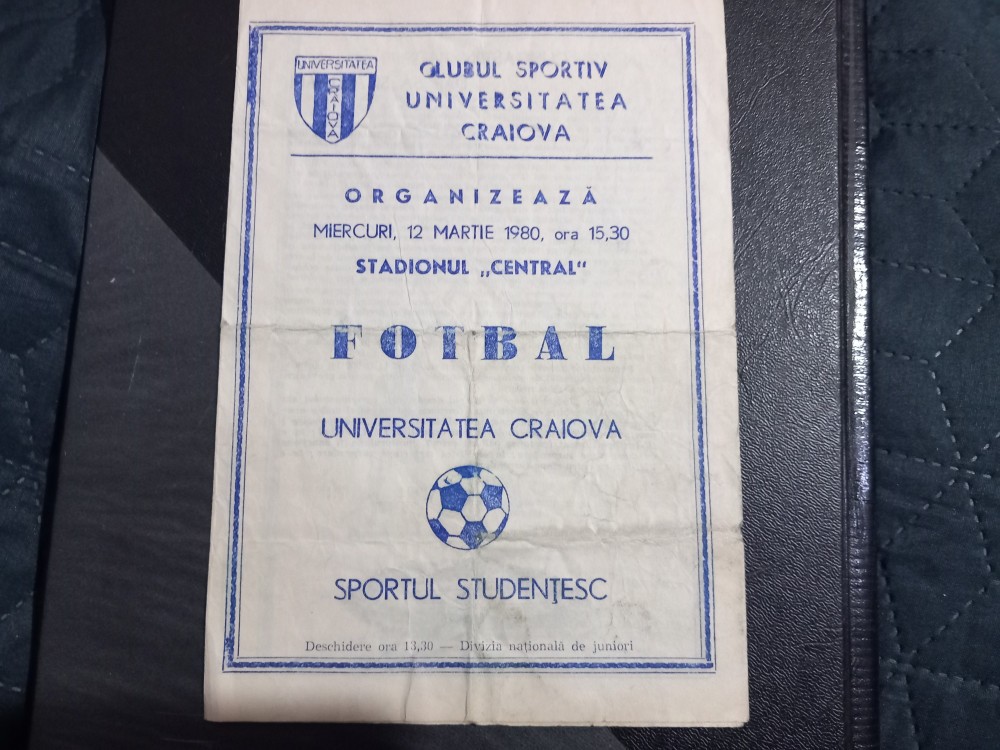 UNIVERSITATEA
CRAIOVA
CLUBUL SPORTIV
UNIVERSITATEA
CRAIOVA
ORGANIZEAZĂ
MIERCURI, 12 MARTIE 1980, ora 15,30
STADIONUL „CENTRAL"
FOTBAL
UNIVERSITATEA CRAIOVA
SPORTUL STUDENŢESC
Deschidere ora 13,30 — Divizia naţională de juniori